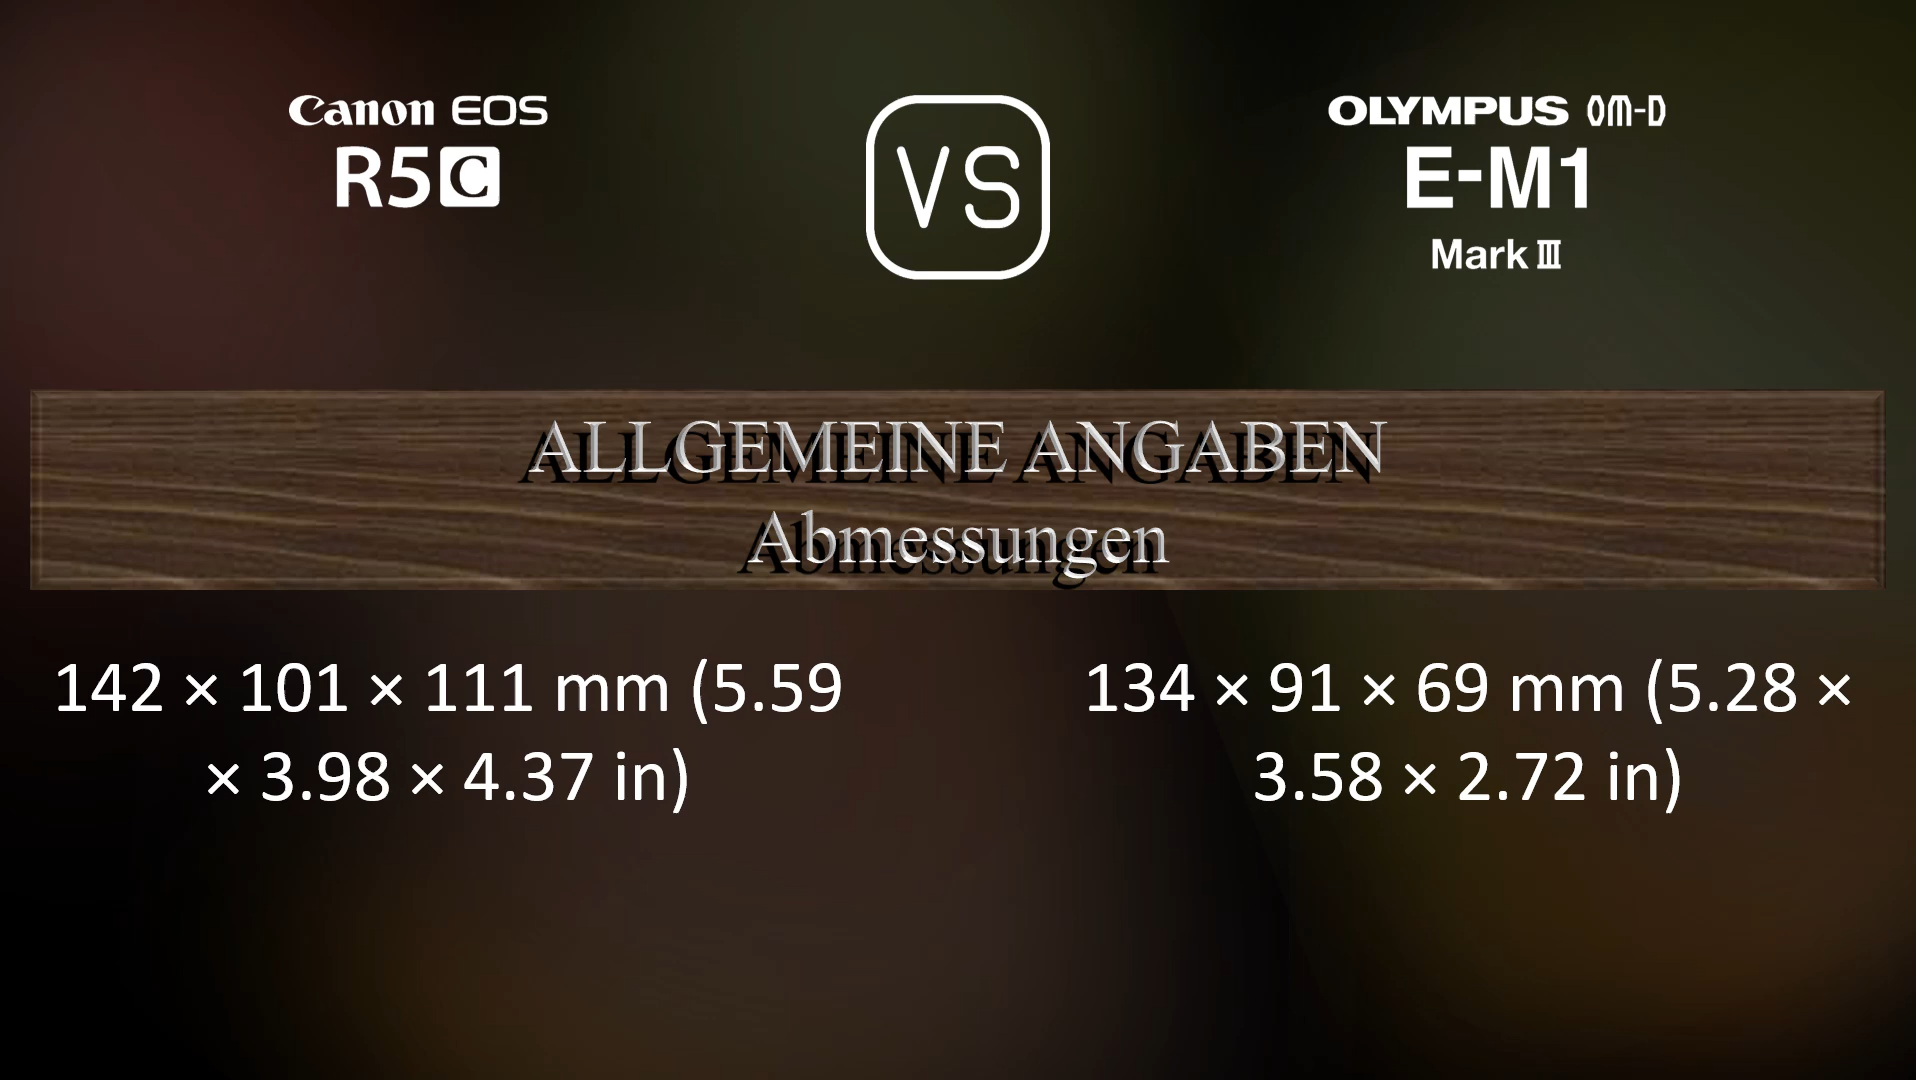 Canon EOS
R5 C
VS
OLYMPUS OM-D
E-M1
Mark III
ALLGEMEINE ANGABEN
Abmessungen
142 × 101 × 111 mm (5.59
× 3.98 × 4.37 in)
134 × 91 × 69 mm (5.28 ×
3.58 × 2.72 in)